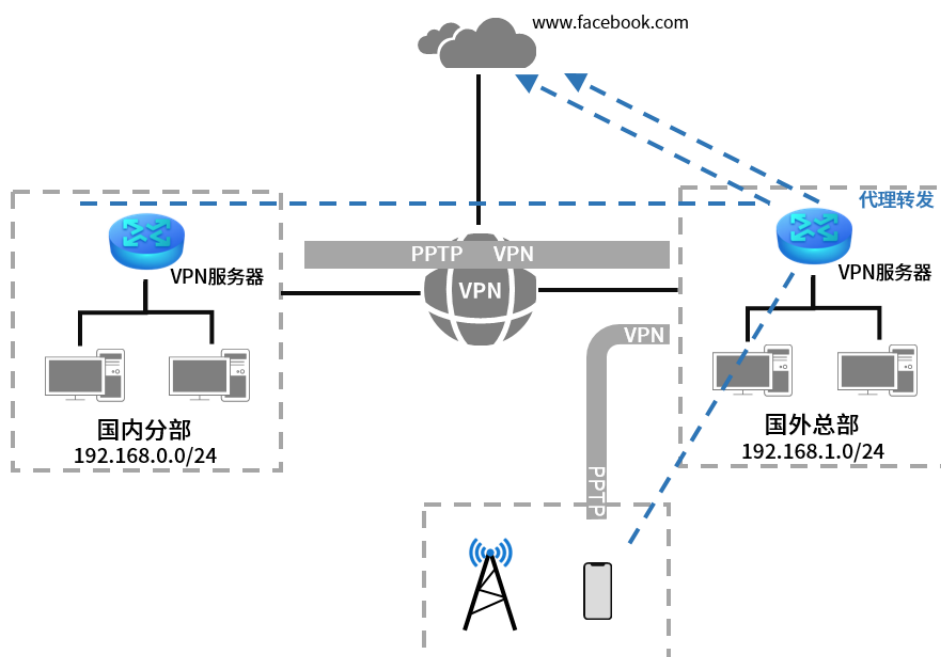 www.facebook.com
代理转发
VPN服务器
PPTP VPN
VPN
VPN服务器
VPN
国内分部
192.168.0.0/24
国外总部
192.168.1.0/24
PPTP